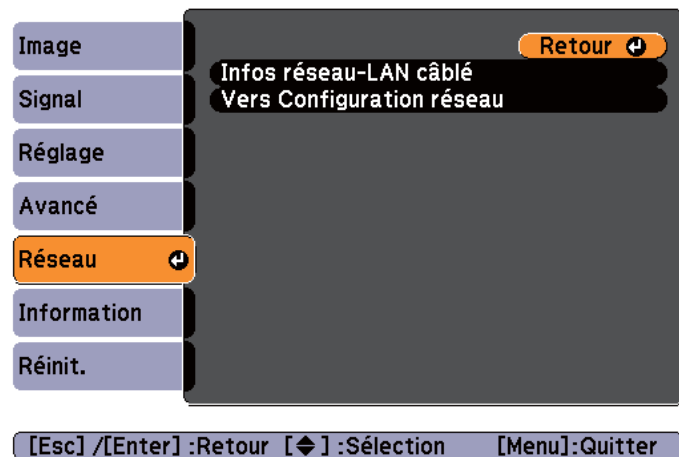 Image
Signal
Réglage
Avancé
Réseau
Information
Réinit.
Retour
Infos réseau-LAN câblé
Vers Configuration réseau
[Esc] /[Enter] :Retour [◆] :Sélection [Menu]:Quitter